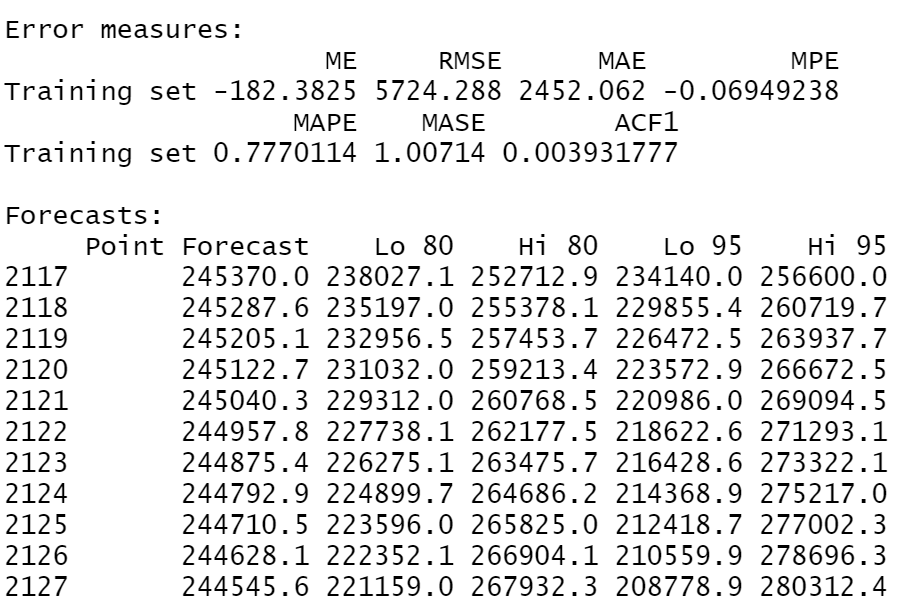 Error measures:
                    ME     RMSE      MAE         MPE
Training set -182.3825 5724.288 2452.062 -0.06949238
                  MAPE    MASE        ACF1
Training set 0.7770114 1.00714 0.003931777

Forecasts:
     Point Forecast    Lo 80    Hi 80    Lo 95    Hi 95
2117       245370.0 238027.1 252712.9 234140.0 256600.0
2118       245287.6 235197.0 255378.1 229855.4 260719.7
2119       245205.1 232956.5 257453.7 226472.5 263937.7
2120       245122.7 231032.0 259213.4 223572.9 266672.5
2121       245040.3 229312.0 260768.5 220986.0 269094.5
2122       244957.8 227738.1 262177.5 218622.6 271293.1
2123       244875.4 226275.1 263475.7 216428.6 273322.1
2124       244792.9 224899.7 264686.2 214368.9 275217.0
2125       244710.5 223596.0 265825.0 212418.7 277002.3
2126       244628.1 222352.1 266904.1 210559.9 278696.3
2127       244545.6 221159.0 267932.3 208778.9 280312.4